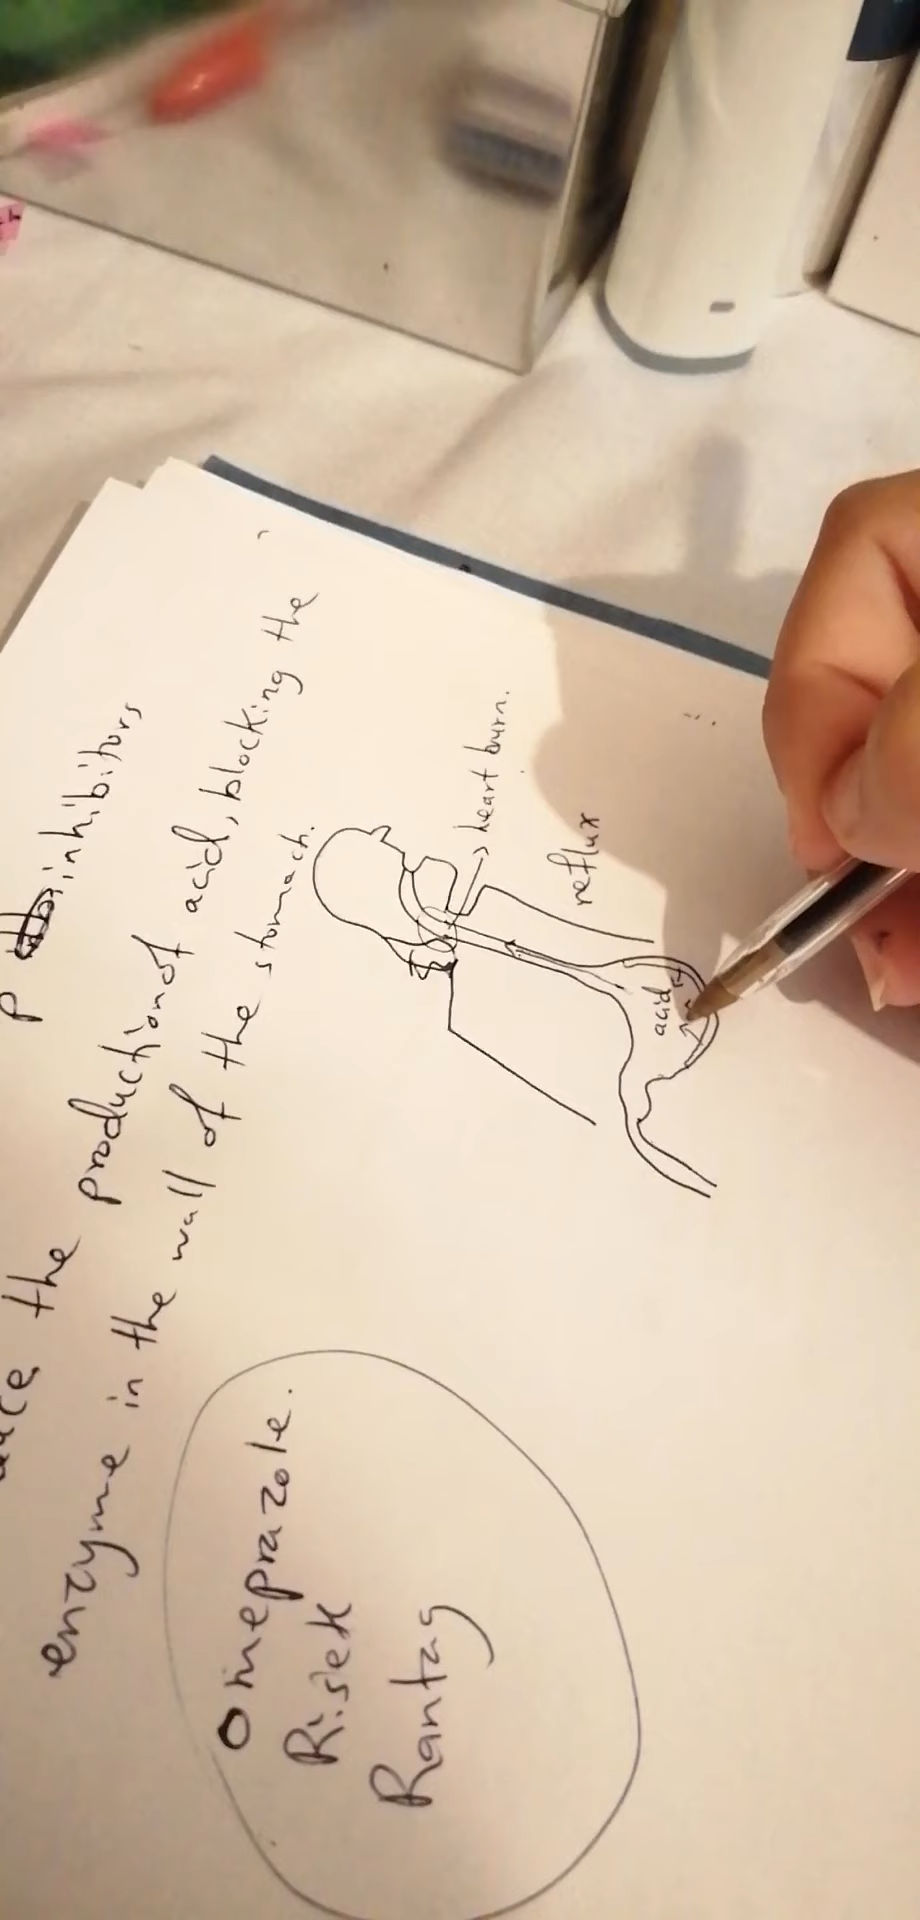 P inhibitors
the production of acid, blocking the
enzyme in the wall of the stomach.
heart burn.
reflux
acid
Omeprazole.
Risek
Rantag